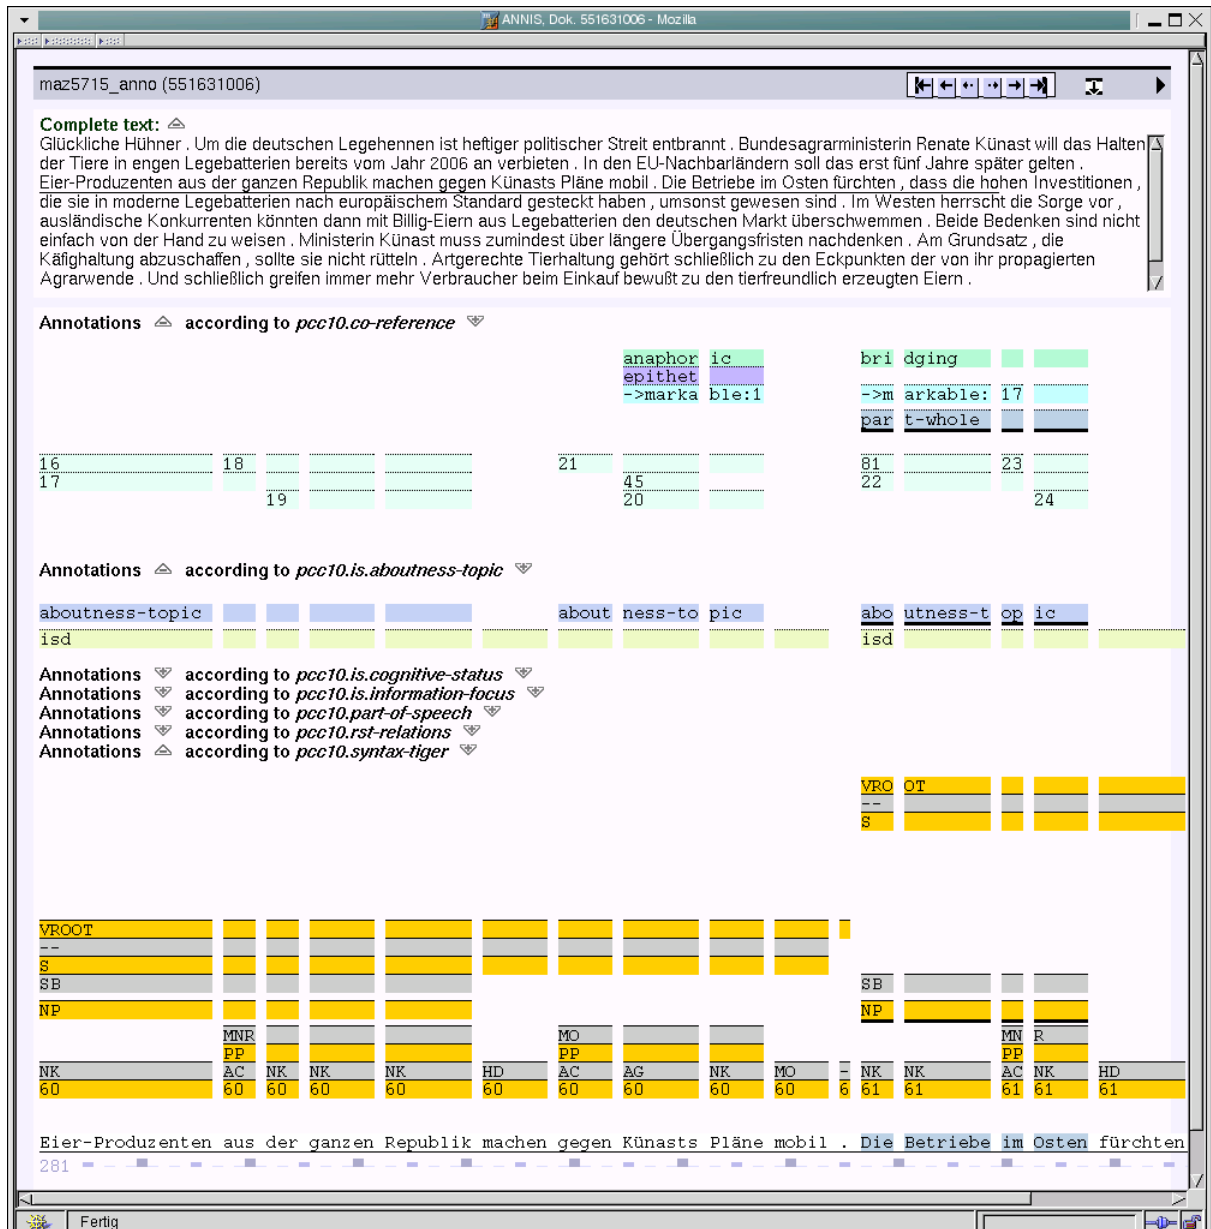 ANNIS, Dok. 551631006 - Mozilla
maz5715_anno (551631006)
Complete text:
Glückliche Hühner . Um die deutschen Legehennen ist heftiger politischer Streit entbrannt . Bundesagrarministerin Renate Künast will das Halten
der Tiere in engen Legebatterien bereits vom Jahr 2006 an verbieten . In den EU-Nachbarländern soll das erst fünf Jahre später gelten .
Eier-Produzenten aus der ganzen Republik machen gegen Künasts Pläne mobil . Die Betriebe im Osten fürchten , dass die hohen Investitionen ,
die sie in moderne Legebatterien nach europäischem Standard gesteckt haben , umsonst gewesen sind . Im Westen herrscht die Sorge vor ,
ausländische Konkurrenten könnten dann mit Billig-Eiern aus Legebatterien den deutschen Markt überschwemmen . Beide Bedenken sind nicht
einfach von der Hand zu weisen . Ministerin Künast muss zumindest über längere Übergangsfristen nachdenken . Am Grundsatz , die
Käfighaltung abzuschaffen , sollte sie nicht rütteln . Artgerechte Tierhaltung gehört schließlich zu den Eckpunkten der von ihr propagierten
Agrarwende . Und schließlich greifen immer mehr Verbraucher beim Einkauf bewußt zu den tierfreundlich erzeugten Eiern .
Annotations according to pcc10.co-reference
anaphor ic bri dging
epithet
->marka ble:1 ->m arkable: 17
par t-whole
16 18 21 81 23
17 45 22
19 20 24
Annotations according to pcc10.is.aboutness-topic
aboutness-topic about ness-to pic abo utness-t op ic
isd isd
Annotations according to pcc10.is.cognitive-status
Annotations according to pcc10.is.information-focus
Annotations according to pcc10.part-of-speech
Annotations according to pcc10.rst-relations
Annotations according to pcc10.syntax-tiger
VRO OT
--
S
VROOT
--
S
SB SB
NP NP
MNR MO MN R
PP PP PP
NK AC NK NK NK HD AC AG NK MO - NK NK AC NK HD
60 60 60 60 60 60 60 60 60 60 6 61 61 61 61 61
Eier-Produzenten aus der ganzen Republik machen gegen Künasts Pläne mobil . Die Betriebe im Osten fürchten
281
Fertig